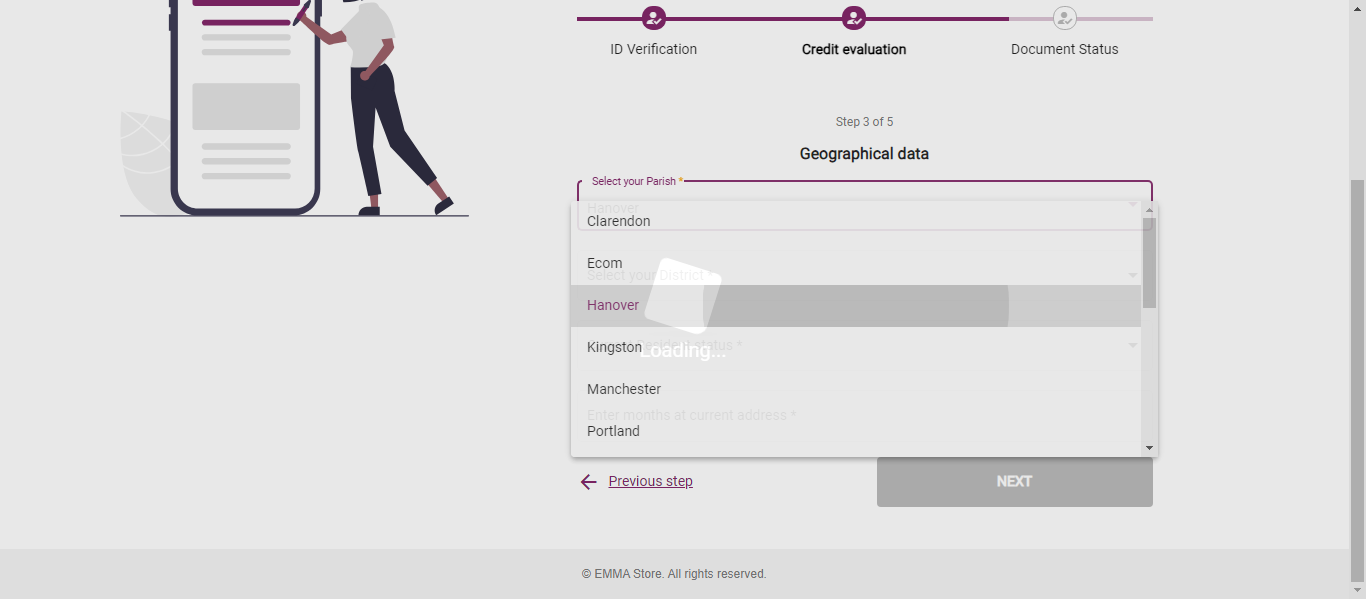 ID Verification
Credit evaluation
Document Status
Step 3 of 5
Geographical data
Select your Parish *
Hanover
Clarendon
Ecom
Select your District *
Hanover
Kingston
Loading...
status *
Manchester
Enter months at current address *
Portland
Previous step
NEXT
© EMMA Store. All rights reserved.